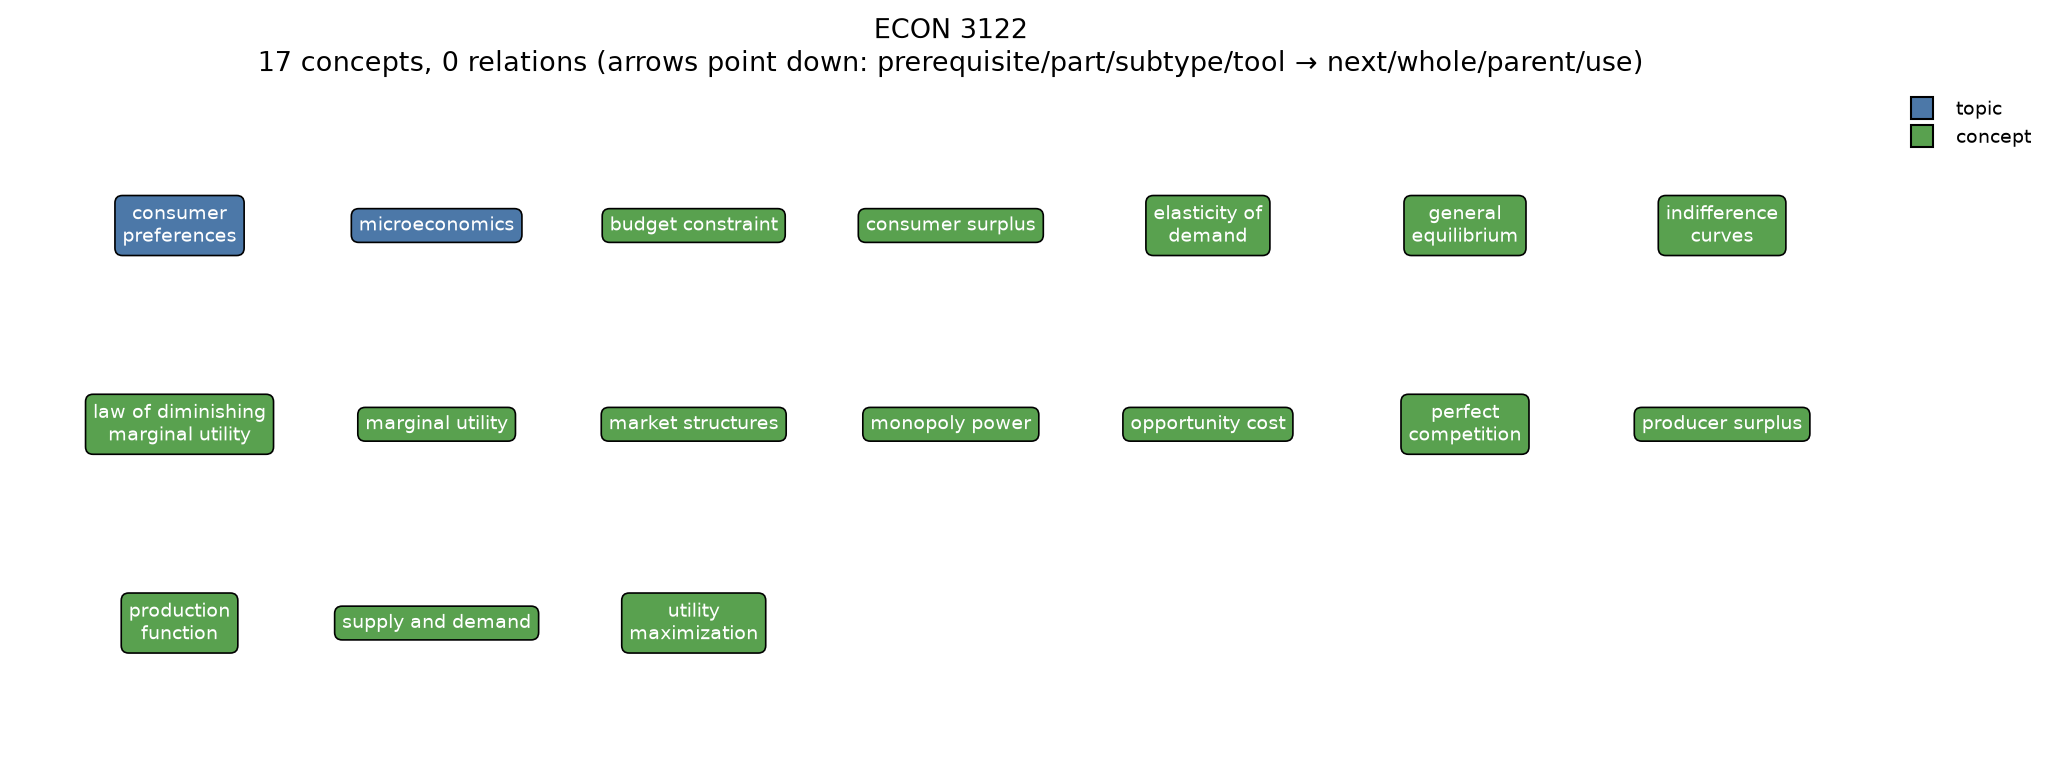 ECON 3122
17 concepts, 0 relations (arrows point down: prerequisite/part/subtype/tool → next/whole/parent/use)
topic
concept
consumer
preferences
microeconomics
budget constraint
consumer surplus
elasticity of
demand
general
equilibrium
indifference
curves
law of diminishing
marginal utility
marginal utility
market structures
monopoly power
opportunity cost
perfect
competition
producer surplus
production
function
supply and demand
utility
maximization